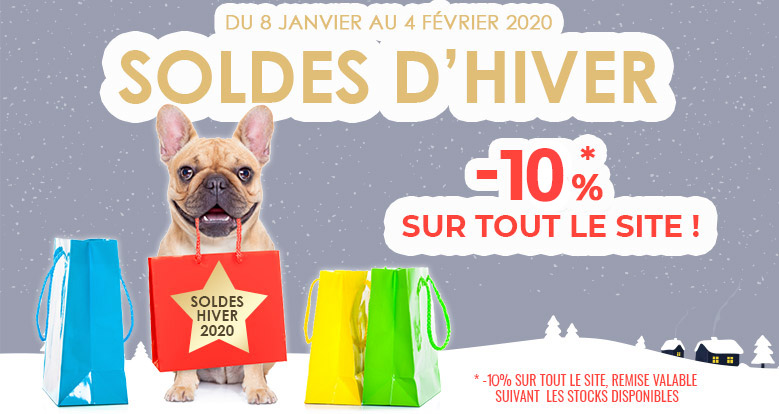 DU 8 JANVIER AU 4 FÉVRIER 2020
SOLDES D'HIVER
-10%*
SUR TOUT LE SITE !
SOLDES
HIVER
2020
* -10% SUR TOUT LE SITE, REMISE VALABLE
SUIVANT LES STOCKS DISPONIBLES